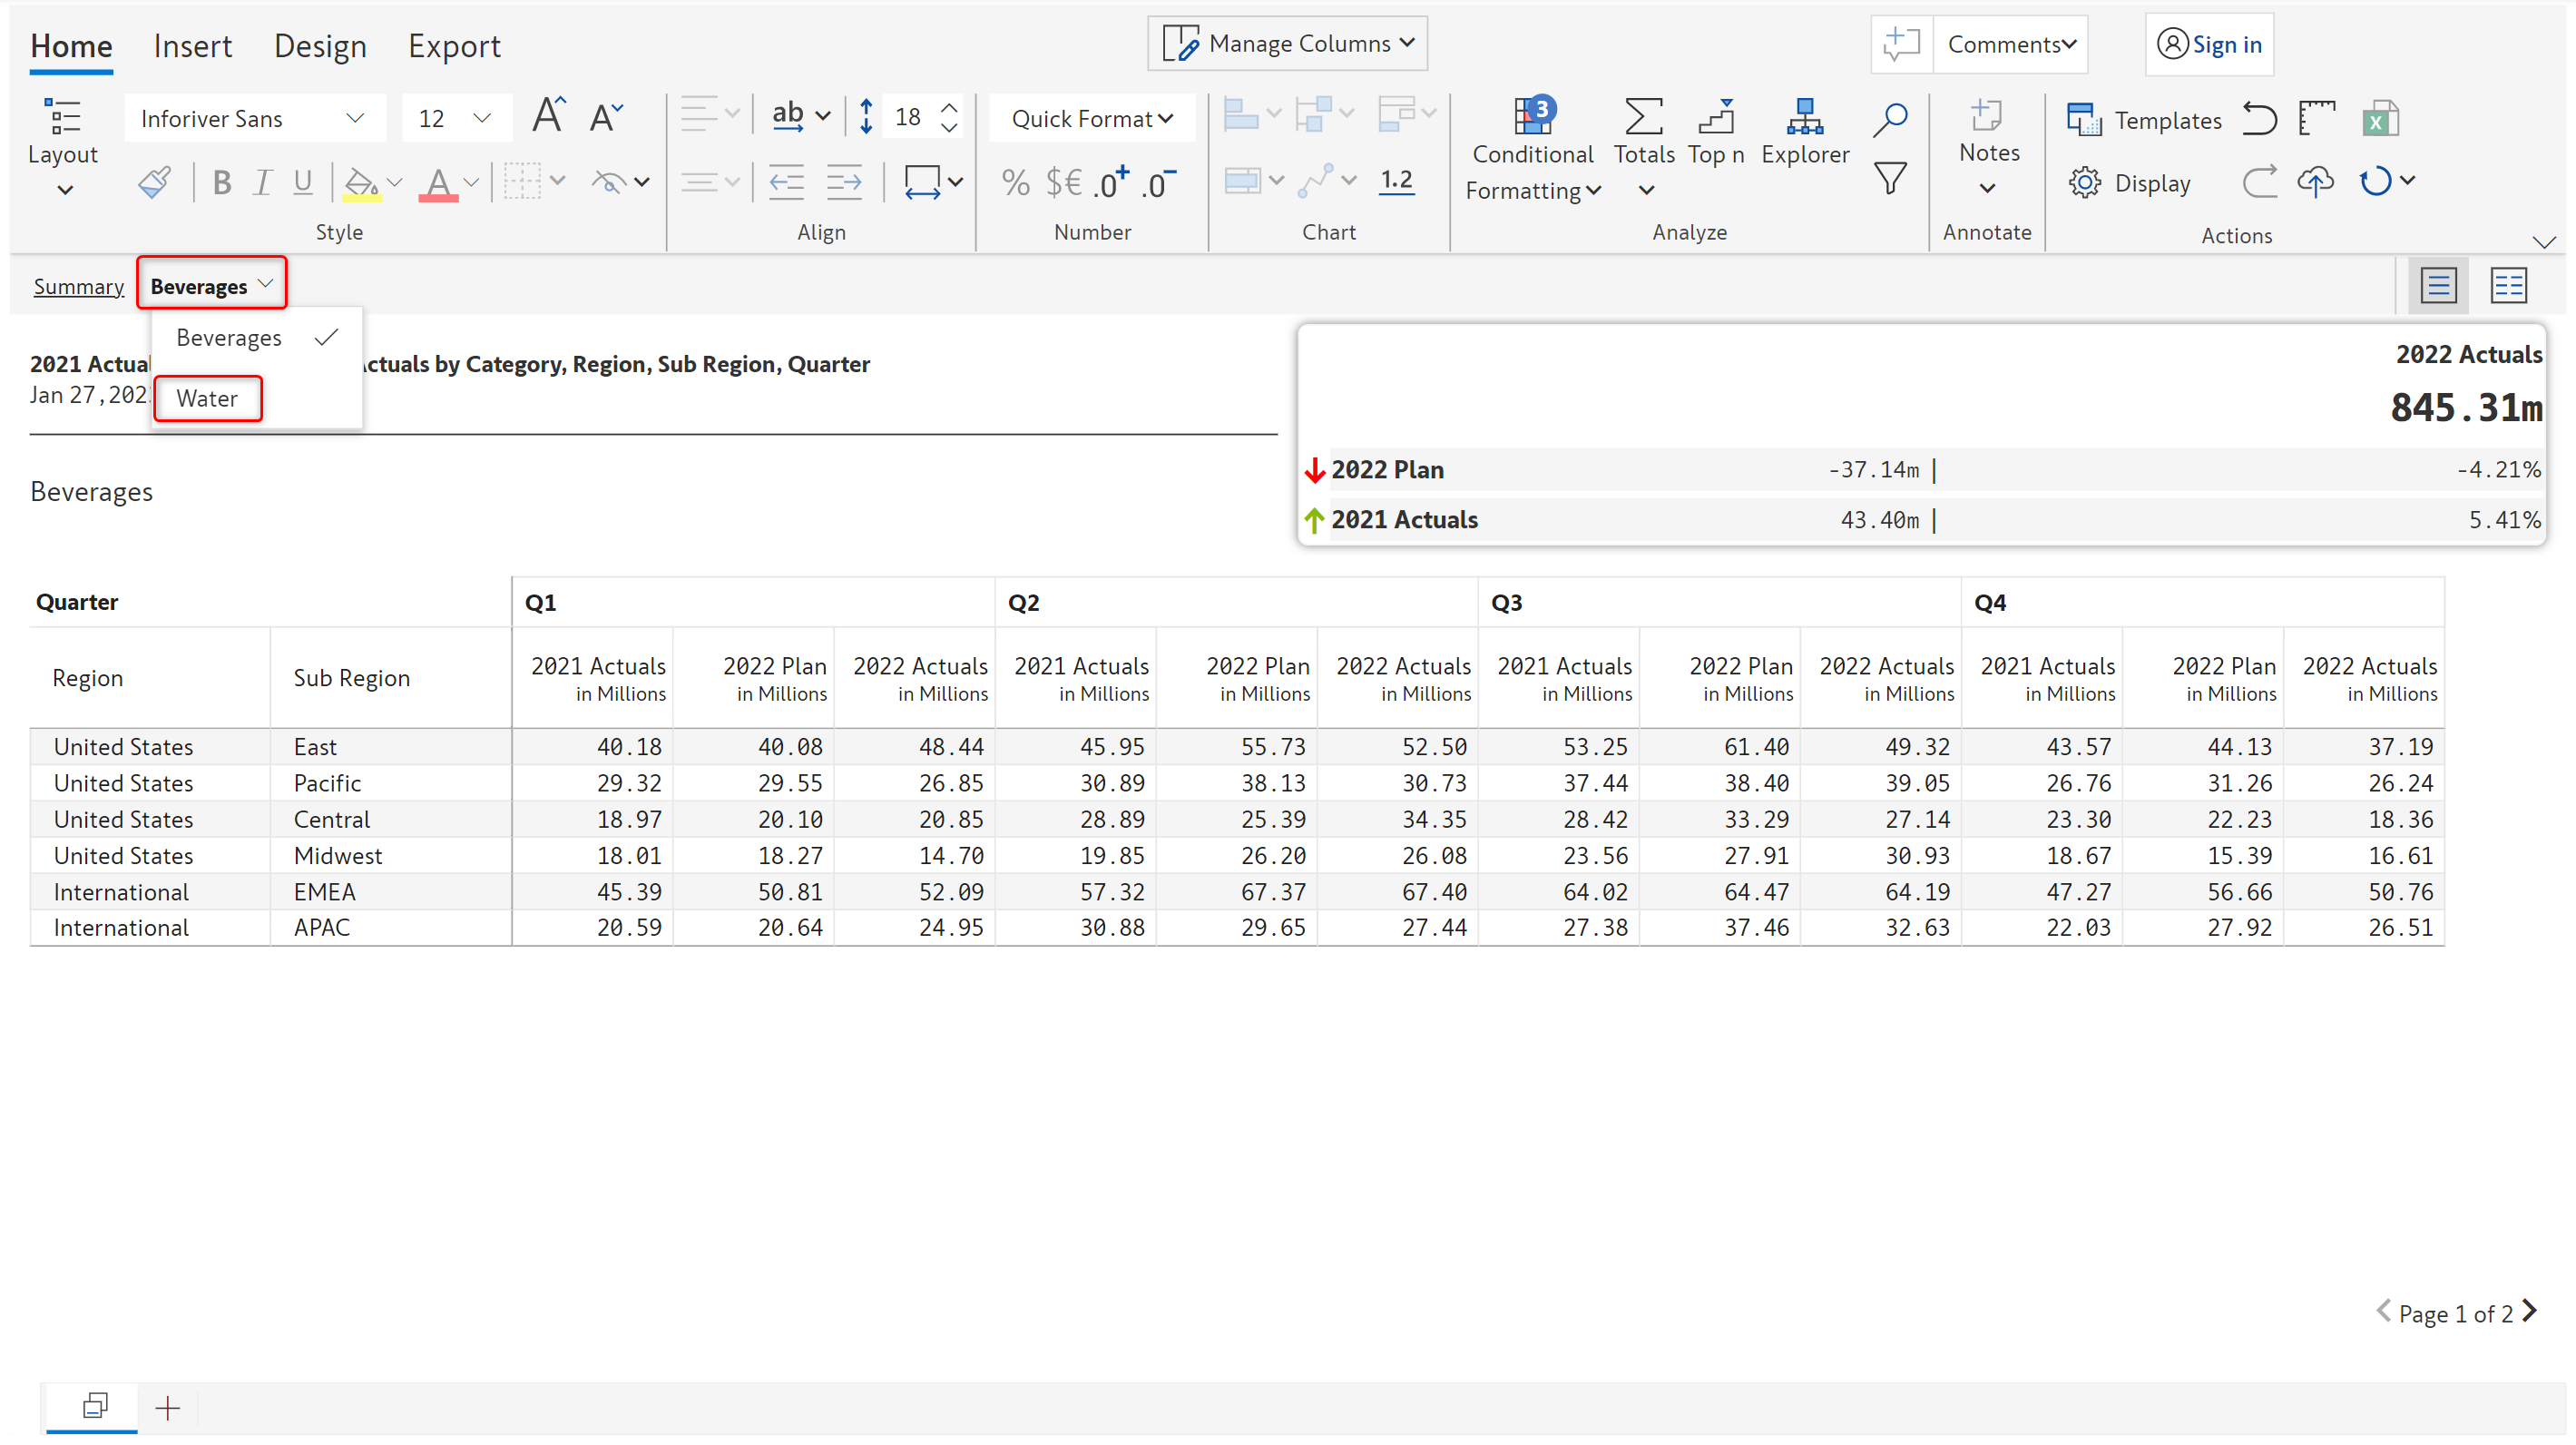 Home Insert Design Export Manage Columns Comments Sign in
Layout Inforiver Sans 12 A A ab 18 Quick Format 3 Conditional Formatting Totals Top n Explorer Notes Templates
B I U A % $€ .0+ .0- 1.2 Display
Style Align Number Chart Analyze Annotate Actions
Summary Beverages
Beverages
Water
2021 Actua ctuals by Category, Region, Sub Region, Quarter
Jan 27 ,202
Beverages
2022 Actuals
845.31m
2022 Plan -37.14m | -4.21%
2021 Actuals 43.40m | 5.41%
Quarter Q1 Q2 Q3 Q4
Region Sub Region 2021 Actuals 2022 Plan 2022 Actuals 2021 Actuals 2022 Plan 2022 Actuals 2021 Actuals 2022 Plan 2022 Actuals 2021 Actuals 2022 Plan 2022 Actuals
in Millions in Millions in Millions in Millions in Millions in Millions in Millions in Millions in Millions in Millions in Millions in Millions
United States East 40.18 40.08 48.44 45.95 55.73 52.50 53.25 61.40 49.32 43.57 44.13 37.19
United States Pacific 29.32 29.55 26.85 30.89 38.13 30.73 37.44 38.40 39.05 26.76 31.26 26.24
United States Central 18.97 20.10 20.85 28.89 25.39 34.35 28.42 33.29 27.14 23.30 22.23 18.36
United States Midwest 18.01 18.27 14.70 19.85 26.20 26.08 23.56 27.91 30.93 18.67 15.39 16.61
International EMEA 45.39 50.81 52.09 57.32 67.37 67.40 64.02 64.47 64.19 47.27 56.66 50.76
International APAC 20.59 20.64 24.95 30.88 29.65 27.44 27.38 37.46 32.63 22.03 27.92 26.51
Page 1 of 2